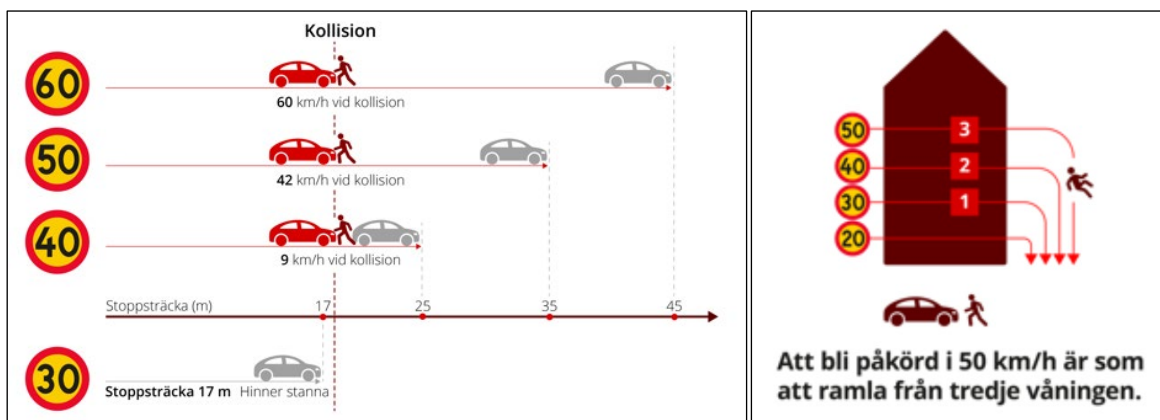 Kollision
60
60 km/h vid kollision
50
42 km/h vid kollision
40
9 km/h vid kollision
Stoppsträcka (m) 17 25 35 45
30
Stoppsträcka 17 m Hinner stanna
50 3
40 2
30 1
20
Att bli påkörd i 50 km/h är som
att ramla från tredje våningen.